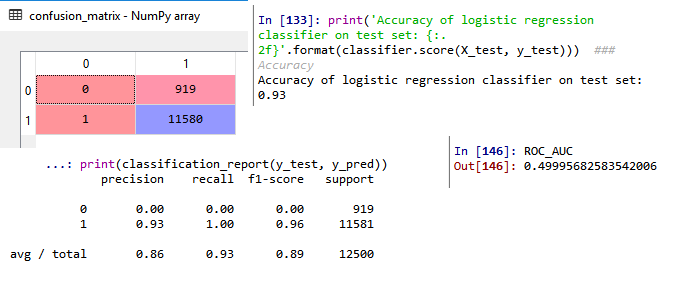 confusion_matrix - NumPy array
0 1
0 0 919
1 1 11580
In [133]: print('Accuracy of logistic regression
classifier on test set: {:.
2f}'.format(classifier.score(X_test, y_test))) ###
Accuracy
Accuracy of logistic regression classifier on test set:
0.93
...: print(classification_report(y_test, y_pred))
precision recall f1-score support
0 0.00 0.00 0.00 919
1 0.93 1.00 0.96 11581
avg / total 0.86 0.93 0.89 12500
In [146]: ROC_AUC
Out[146]: 0.49995682583542006